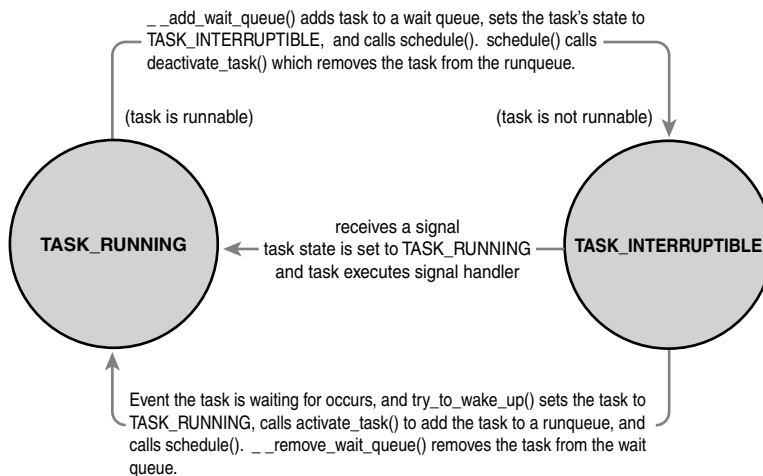 _ _add_wait_queue() adds task to a wait queue, sets the task's state to
TASK_INTERRUPTIBLE, and calls schedule(). schedule() calls
deactivate_task() which removes the task from the runqueue.
(task is runnable)
(task is not runnable)
TASK_RUNNING
receives a signal
task state is set to TASK_RUNNING
and task executes signal handler
TASK_INTERRUPTIBLE
Event the task is waiting for occurs, and try_to_wake_up() sets the task to
TASK_RUNNING, calls activate_task() to add the task to a runqueue, and
calls schedule(). _ _remove_wait_queue() removes the task from the wait
queue.